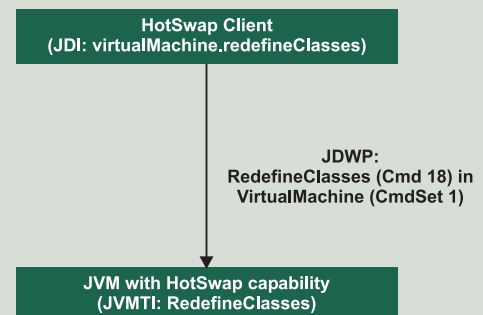 HotSwap Client
(JDI: virtualMachine.redefineClasses)
JDWP:
RedefineClasses (Cmd 18) in
VirtualMachine (CmdSet 1)
JVM with HotSwap capability
(JVMTI: RedefineClasses)